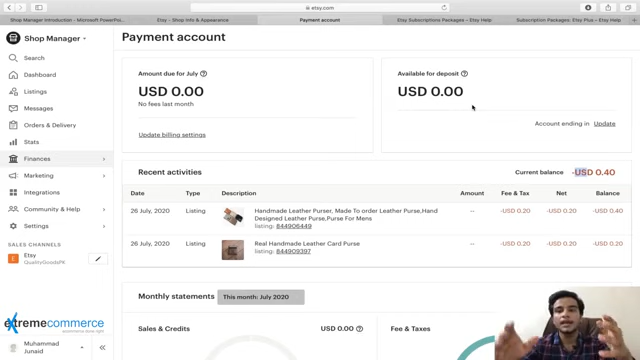 etsy.com
Shop Manager Introduction - Microsoft PowerPoi...
Etsy - Shop Info & Appearance
Payment account
Etsy Subscriptions Packages – Etsy Help
Subscription Packages: Etsy Plus – Etsy Help
Shop Manager
Payment account
Search
Dashboard
Listings
Messages
Orders & Delivery
Stats
Finances
Marketing
Integrations
Community & Help
Settings
SALES CHANNELS
Etsy
QualityGoodsPK
extremecommerce
ecommerce done right
Muhammad
Junaid
Amount due for July
USD 0.00
No fees last month
Update billing settings
Available for deposit
USD 0.00
Account ending in Update
Recent activities
Current balance -USD 0.40
Date Type Description Amount Fee & Tax Net Balance
26 July, 2020 Listing Handmade Leather Purser, Made To order Leather Purse,Hand
Designed Leather Purse,Purse For Mens
listing: 844906449
-- -USD 0.20 -USD 0.20 -USD 0.40
26 July, 2020 Listing Real Handmade Leather Card Purse
listing: 844909397
-- -USD 0.20 -USD 0.20 -USD 0.20
Monthly statements This month: July 2020
Sales & Credits USD 0.00
Fee & Taxes